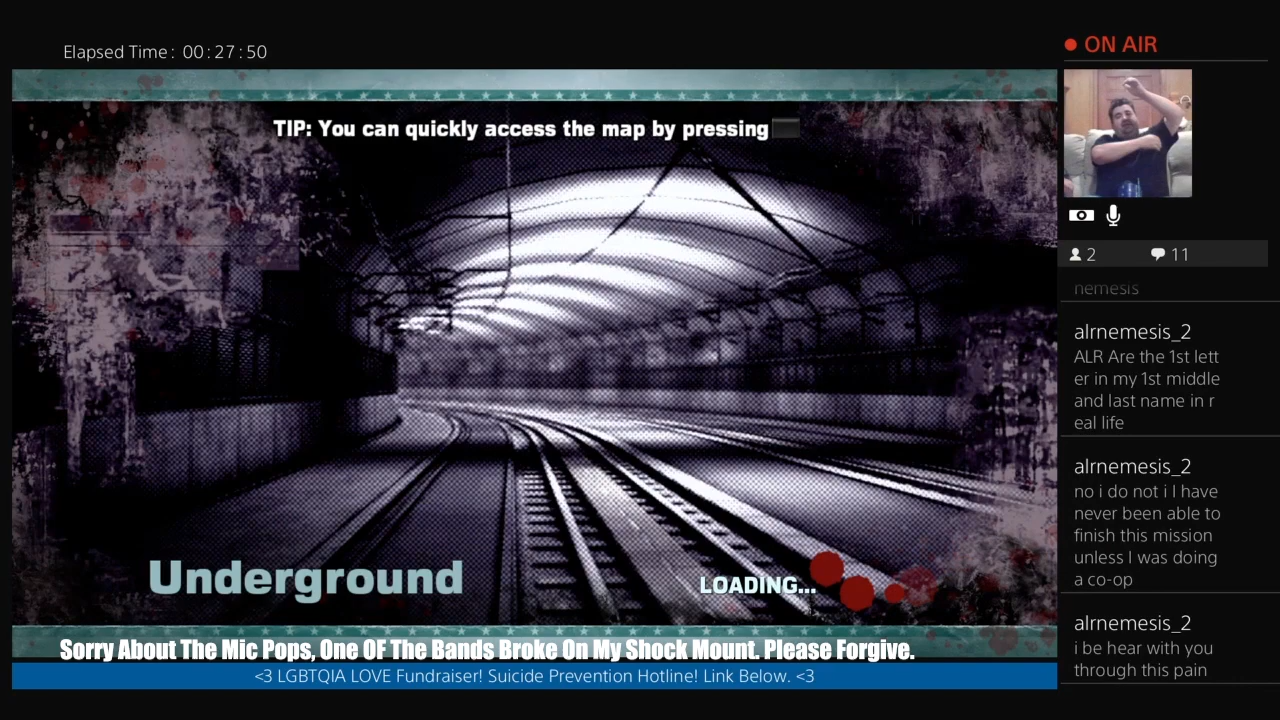 Elapsed Time: 00:27:50
ON AIR
TIP: You can quickly access the map by pressing
2 11
nemesis
alrnemesis_2
ALR Are the 1st lett
er in my 1st middle
and last name in r
eal life
alrnemesis_2
no i do not i I have
never been able to
finish this mission
unless I was doing
a co-op
alrnemesis_2
i be hear with you
through this pain
Underground
LOADING...
Sorry About The Mic Pops, One OF The Bands Broke On My Shock Mount. Please Forgive.
<3 LGBTQIA LOVE Fundraiser! Suicide Prevention Hotline! Link Below. <3